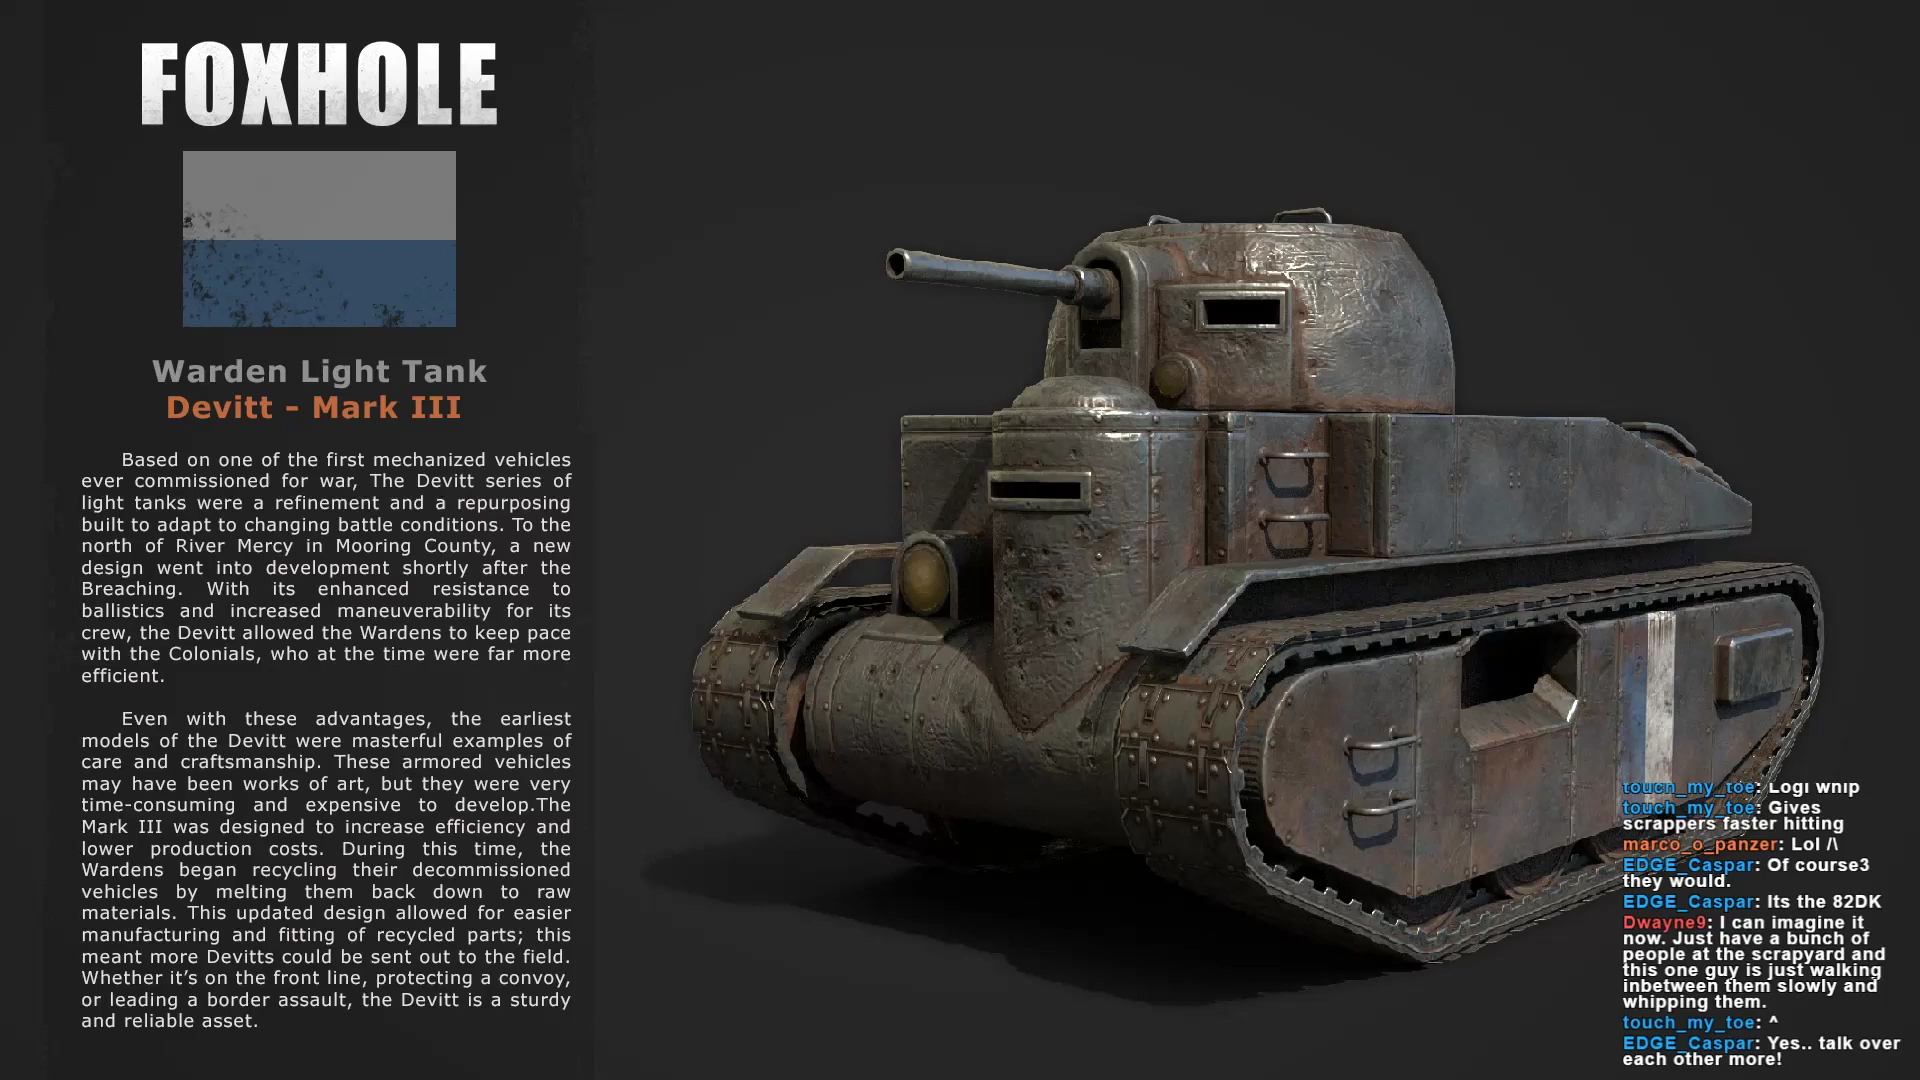 FOXHOLE
Warden Light Tank
Devitt - Mark III
Based on one of the first mechanized vehicles
ever commissioned for war, The Devitt series of
light tanks were a refinement and a repurposing
built to adapt to changing battle conditions. To the
north of River Mercy in Mooring County, a new
design went into development shortly after the
Breaching. With its enhanced resistance to
ballistics and increased maneuverability for its
crew, the Devitt allowed the Wardens to keep pace
with the Colonials, who at the time were far more
efficient.
Even with these advantages, the earliest
models of the Devitt were masterful examples of
care and craftsmanship. These armored vehicles
may have been works of art, but they were very
time-consuming and expensive to develop.The
Mark III was designed to increase efficiency and
lower production costs. During this time, the
Wardens began recycling their decommissioned
vehicles by melting them back down to raw
materials. This updated design allowed for easier
manufacturing and fitting of recycled parts; this
meant more Devitts could be sent out to the field.
Whether it’s on the front line, protecting a convoy,
or leading a border assault, the Devitt is a sturdy
and reliable asset.
touch_my_toe: Logi whip
touch_my_toe: Gives
scrappers faster hitting
marco_o_panzer: Lol /\
EDGE_Caspar: Of course3
they would.
EDGE_Caspar: Its the 82DK
Dwayne9: I can imagine it
now. Just have a bunch of
people at the scrapyard and
this one guy is just walking
inbetween them slowly and
whipping them.
touch_my_toe: ^
EDGE_Caspar: Yes.. talk over
each other more!